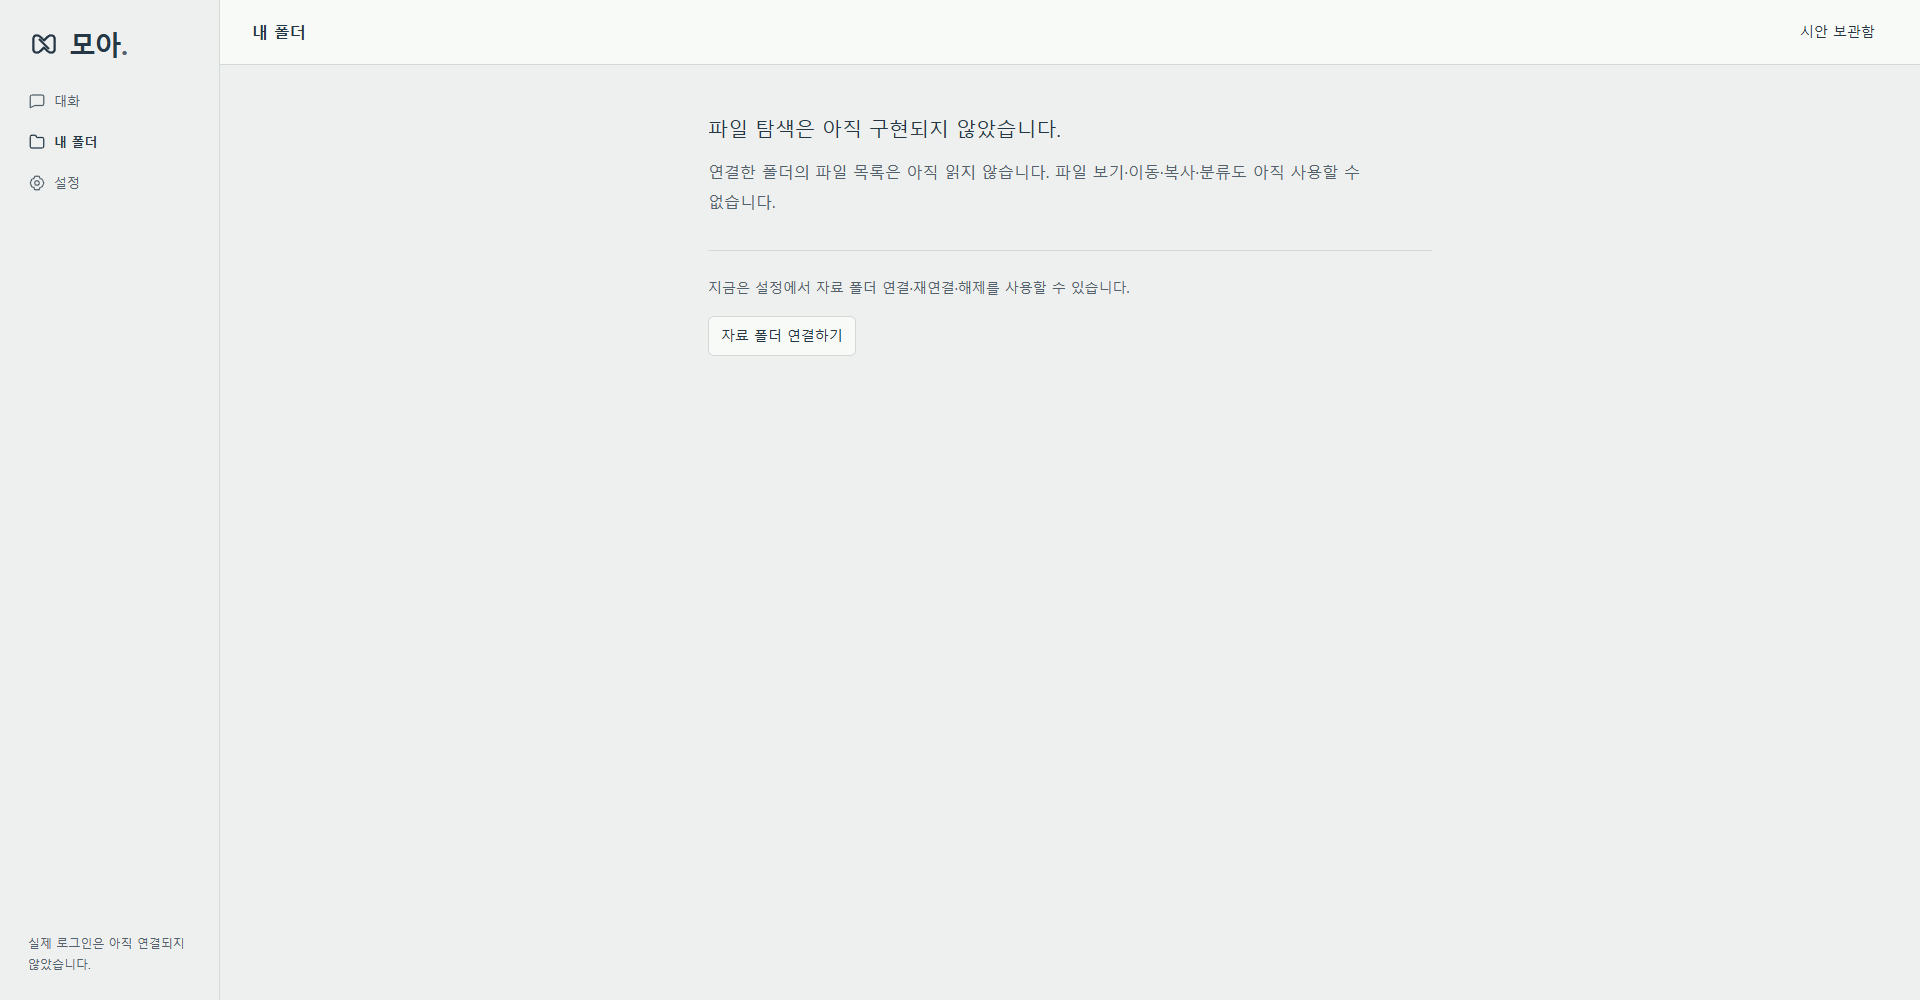 모아.
대화
내 폴더
설정
실제 로그인은 아직 연결되지
않았습니다.
내 폴더
시안 보관함
파일 탐색은 아직 구현되지 않았습니다.
연결한 폴더의 파일 목록은 아직 읽지 않습니다. 파일 보기·이동·복사·분류도 아직 사용할 수
없습니다.
지금은 설정에서 자료 폴더 연결·재연결·해제를 사용할 수 있습니다.
자료 폴더 연결하기